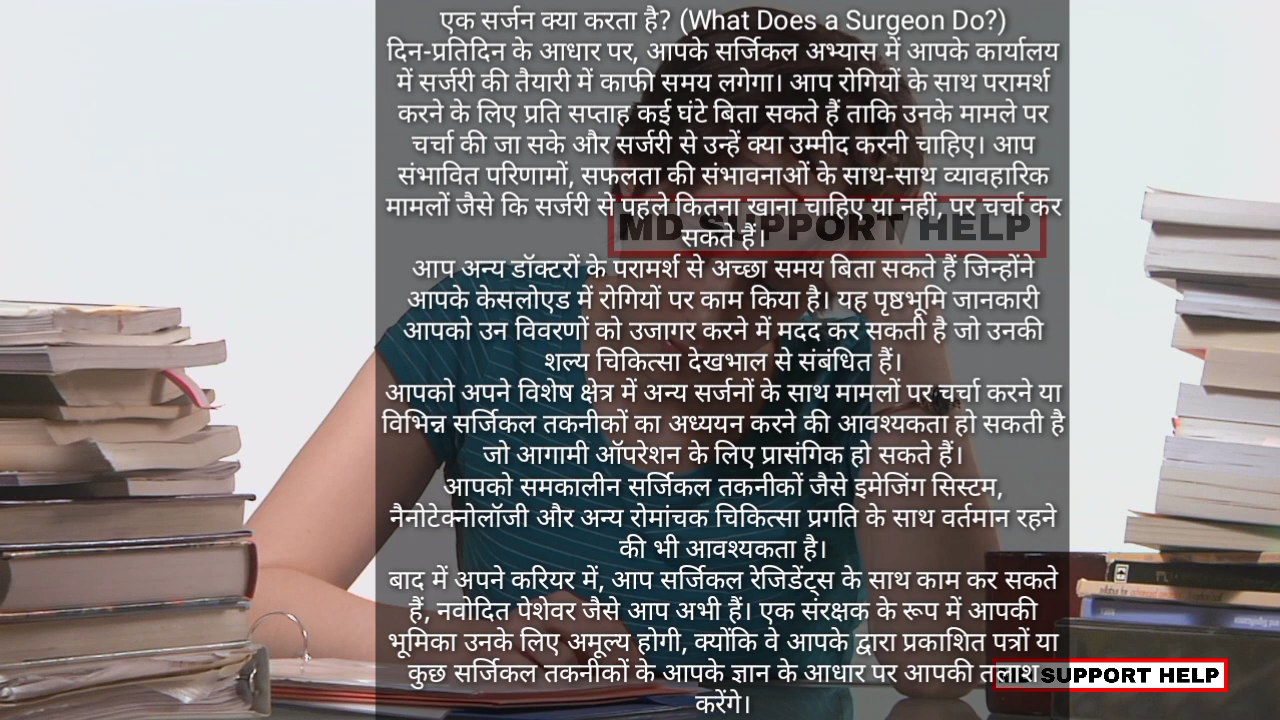 एक सर्जन क्या करता है? (What Does a Surgeon Do?)
दिन-प्रतिदिन के आधार पर, आपके सर्जिकल अभ्यास में आपके कार्यालय
में सर्जरी की तैयारी में काफी समय लगेगा। आप रोगियों के साथ परामर्श
करने के लिए प्रति सप्ताह कई घंटे बिता सकते हैं ताकि उनके मामले पर
चर्चा की जा सके और सर्जरी से उन्हें क्या उम्मीद करनी चाहिए। आप
संभावित परिणामों, सफलता की संभावनाओं के साथ-साथ व्यावहारिक
मामलों जैसे कि सर्जरी से पहले कितना खाना चाहिए या नहीं, पर चर्चा कर
सकते हैं।
MD SUPPORT HELP
आप अन्य डॉक्टरों के परामर्श से अच्छा समय बिता सकते हैं जिन्होंने
आपके केसलोएड में रोगियों पर काम किया है। यह पृष्ठभूमि जानकारी
आपको उन विवरणों को उजागर करने में मदद कर सकती है जो उनकी
शल्य चिकित्सा देखभाल से संबंधित हैं।
आपको अपने विशेष क्षेत्र में अन्य सर्जनों के साथ मामलों पर चर्चा करने या
विभिन्न सर्जिकल तकनीकों का अध्ययन करने की आवश्यकता हो सकती है
जो आगामी ऑपरेशन के लिए प्रासंगिक हो सकते हैं।
आपको समकालीन सर्जिकल तकनीकों जैसे इमेजिंग सिस्टम,
नैनोटेक्नोलॉजी और अन्य रोमांचक चिकित्सा प्रगति के साथ वर्तमान रहने
की भी आवश्यकता है।
बाद में अपने करियर में, आप सर्जिकल रेजिडेंट्स के साथ काम कर सकते
हैं, नवोदित पेशेवर जैसे आप अभी हैं। एक संरक्षक के रूप में आपकी
भूमिका उनके लिए अमूल्य होगी, क्योंकि वे आपके द्वारा प्रकाशित पत्रों या
कुछ सर्जिकल तकनीकों के आपके ज्ञान के आधार पर आपकी तलाश
करेंगे।
SUPPORT HELP